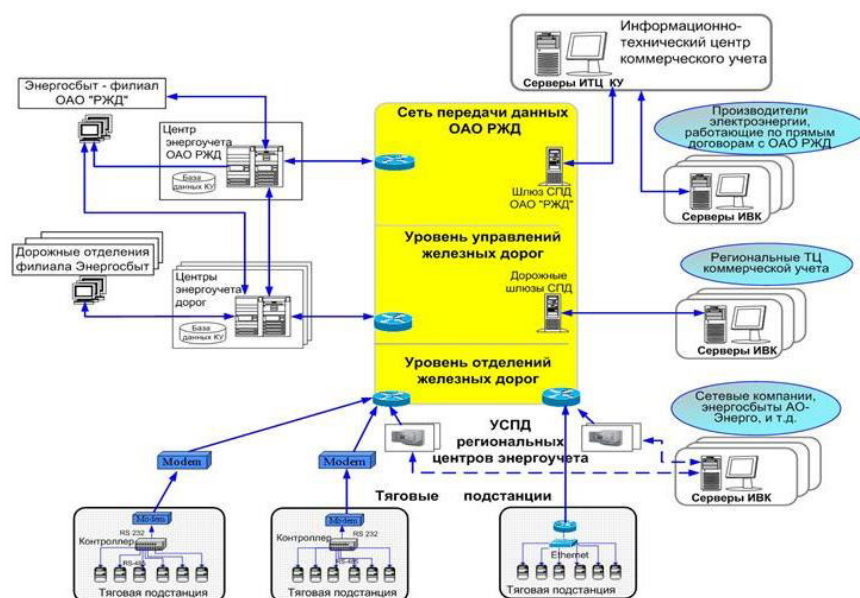 Информационно-
технический центр
коммерческого учета
Серверы ИТЦ КУ
Энергосбыт - филиал
ОАО "РЖД"
Центр
энергоучета
ОАО РЖД
База
данных КУ
Сеть передачи данных
ОАО РЖД
Шлюз СПД
ОАО "РЖД"
Производители
электроэнергии,
работающие по прямым
договорам с ОАО РЖД
Серверы ИВК
Дорожные отделения
филиала Энергосбыт
Центры
энергоучета
дорог
База
данных КУ
Уровень управлений
железных дорог
Дорожные
шлюзы СПД
Региональные ТЦ
коммерческой учета
Серверы ИВК
Уровень отделений
железных дорог
Сетевые компании,
энергосбыты АО-
Энерго, и т.д.
Серверы ИВК
УСПД
региональных
центров энергоучета
Modem
Modem
Тяговые подстанции
Modem
RS 232
Контроллер
RS-485
Тяговая подстанция
Modem
RS 232
Контроллер
RS-485
Тяговая подстанция
Ethernet
Тяговая подстанция